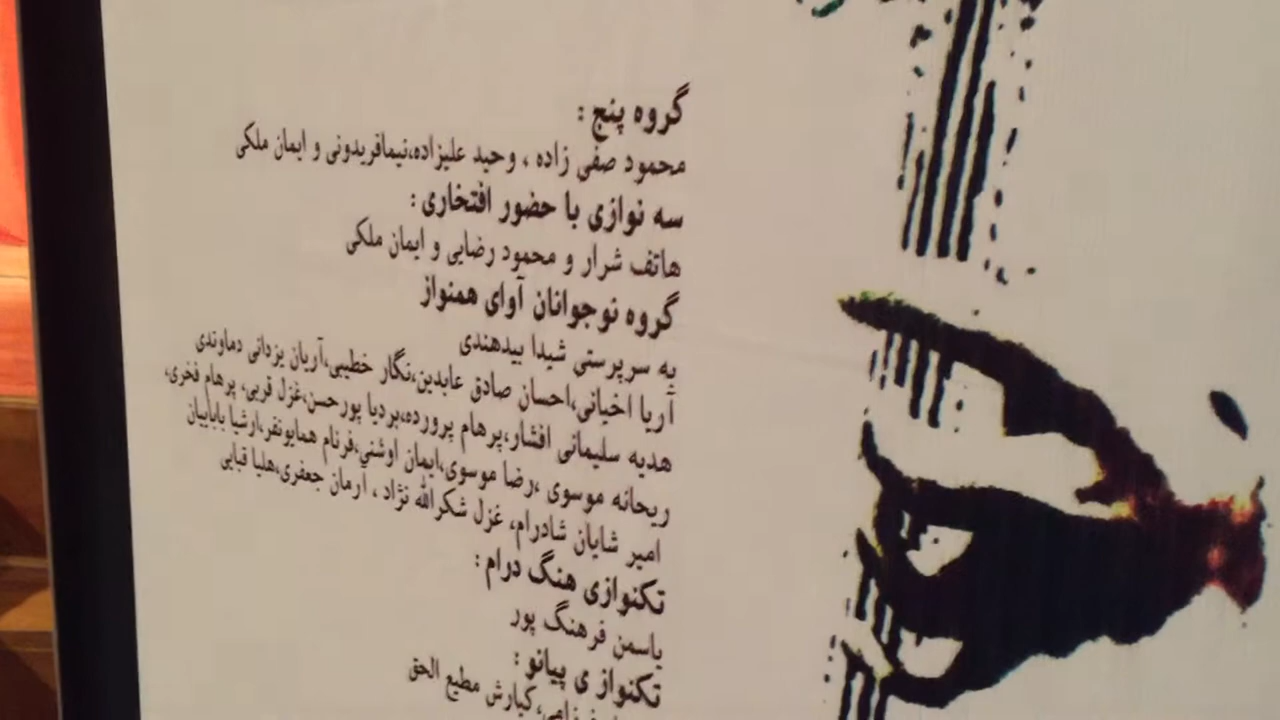 گروه پنج :
محمود صفی زاده ، وحید علیزاده،نیمافریدونی و ایمان ملکی
سه نوازی با حضور افتخاری :
هاتف شرار و محمود رضایی و ایمان ملکی
گروه نوجوانان آوای همنواز
به سرپرستی شیدا بیدهندی
آریا اخیانی،احسان صادق عابدین،نگار خطیبی،آریان یزدانی دماوندی
هدیه سلیمانی افشار،پرهام پرورده،بردیا پورحسن،غزل قربی، پرهام فخری،
ریحانه موسوی ،رضا موسوی،ایمان اوشنی،فرنام همایونفر،ارشیا باباییان
امیر شایان شادرام، غزل شکرالله نژاد ، آرمان جعفری،هلیا قبایی
تکنوازی هنگ درام :
یاسمن فرهنگ پور
تکنواز ی پیانو :
کیارش مطیع الحق